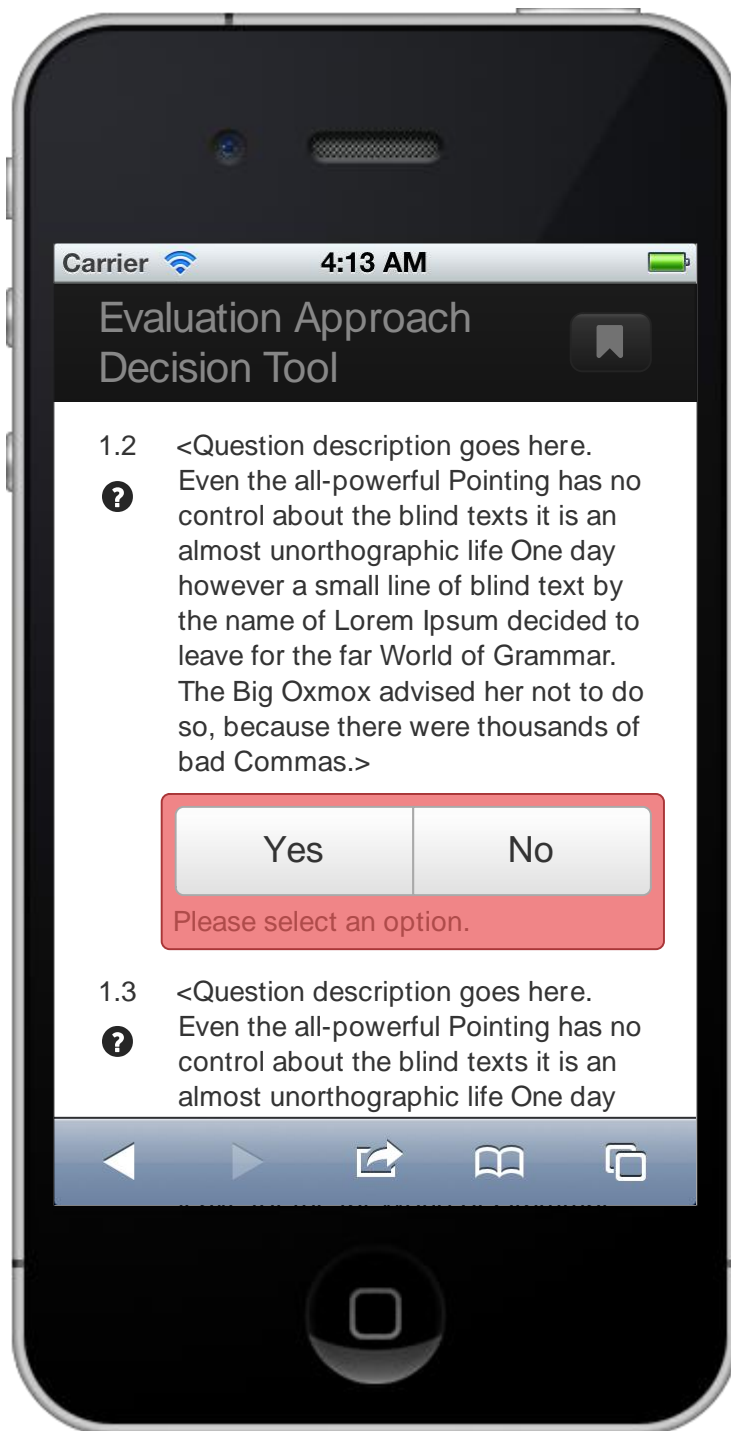 Carrier 4:13 AM
Evaluation Approach
Decision Tool
1.2 <Question description goes here.
Even the all-powerful Pointing has no
control about the blind texts it is an
almost unorthographic life One day
however a small line of blind text by
the name of Lorem Ipsum decided to
leave for the far World of Grammar.
The Big Oxmox advised her not to do
so, because there were thousands of
bad Commas.>
Yes No
Please select an option.
1.3 <Question description goes here.
Even the all-powerful Pointing has no
control about the blind texts it is an
almost unorthographic life One day